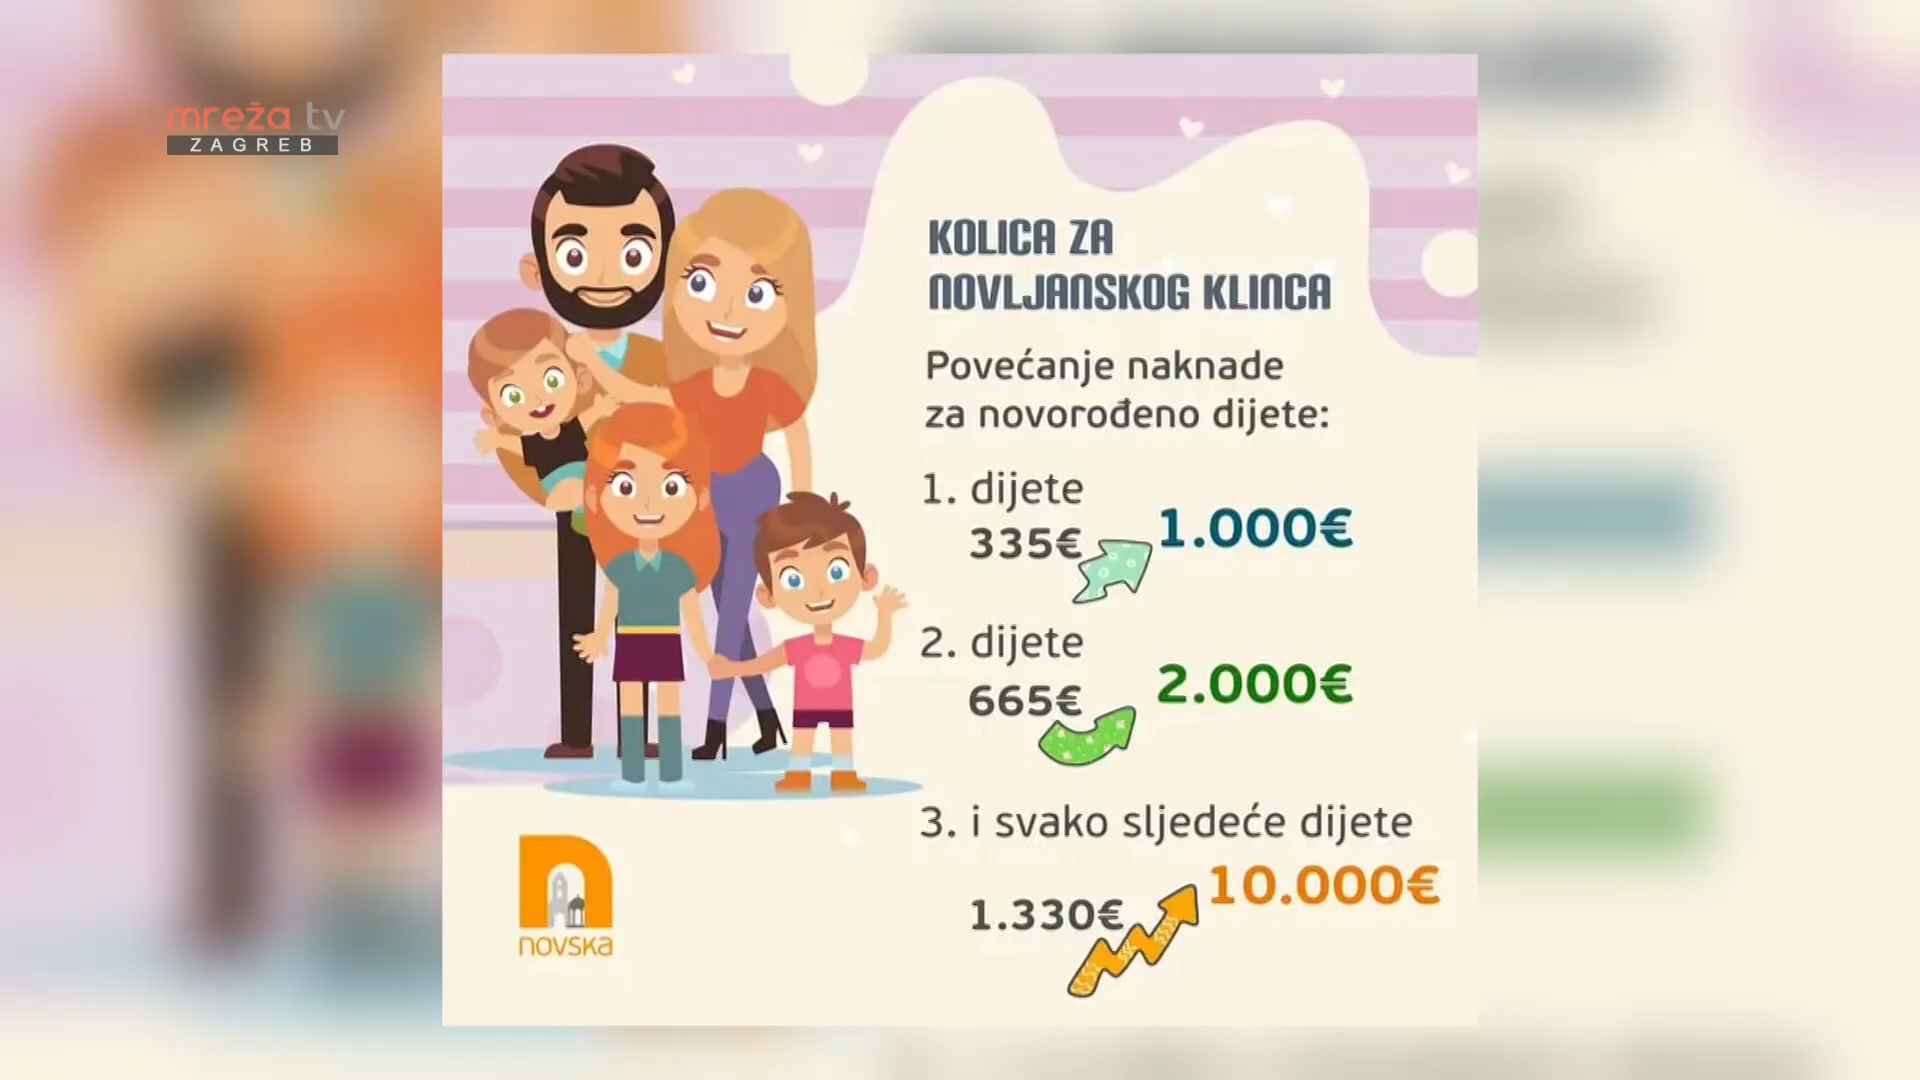 mreža tv
ZAGREB
KOLICA ZA
NOVLJANSKOG KLINCA
Povećanje naknade
za novorođeno dijete:
1. dijete
335€
1.000€
2. dijete
665€
2.000€
3. i svako sljedeće dijete
1.330€
10.000€
novska